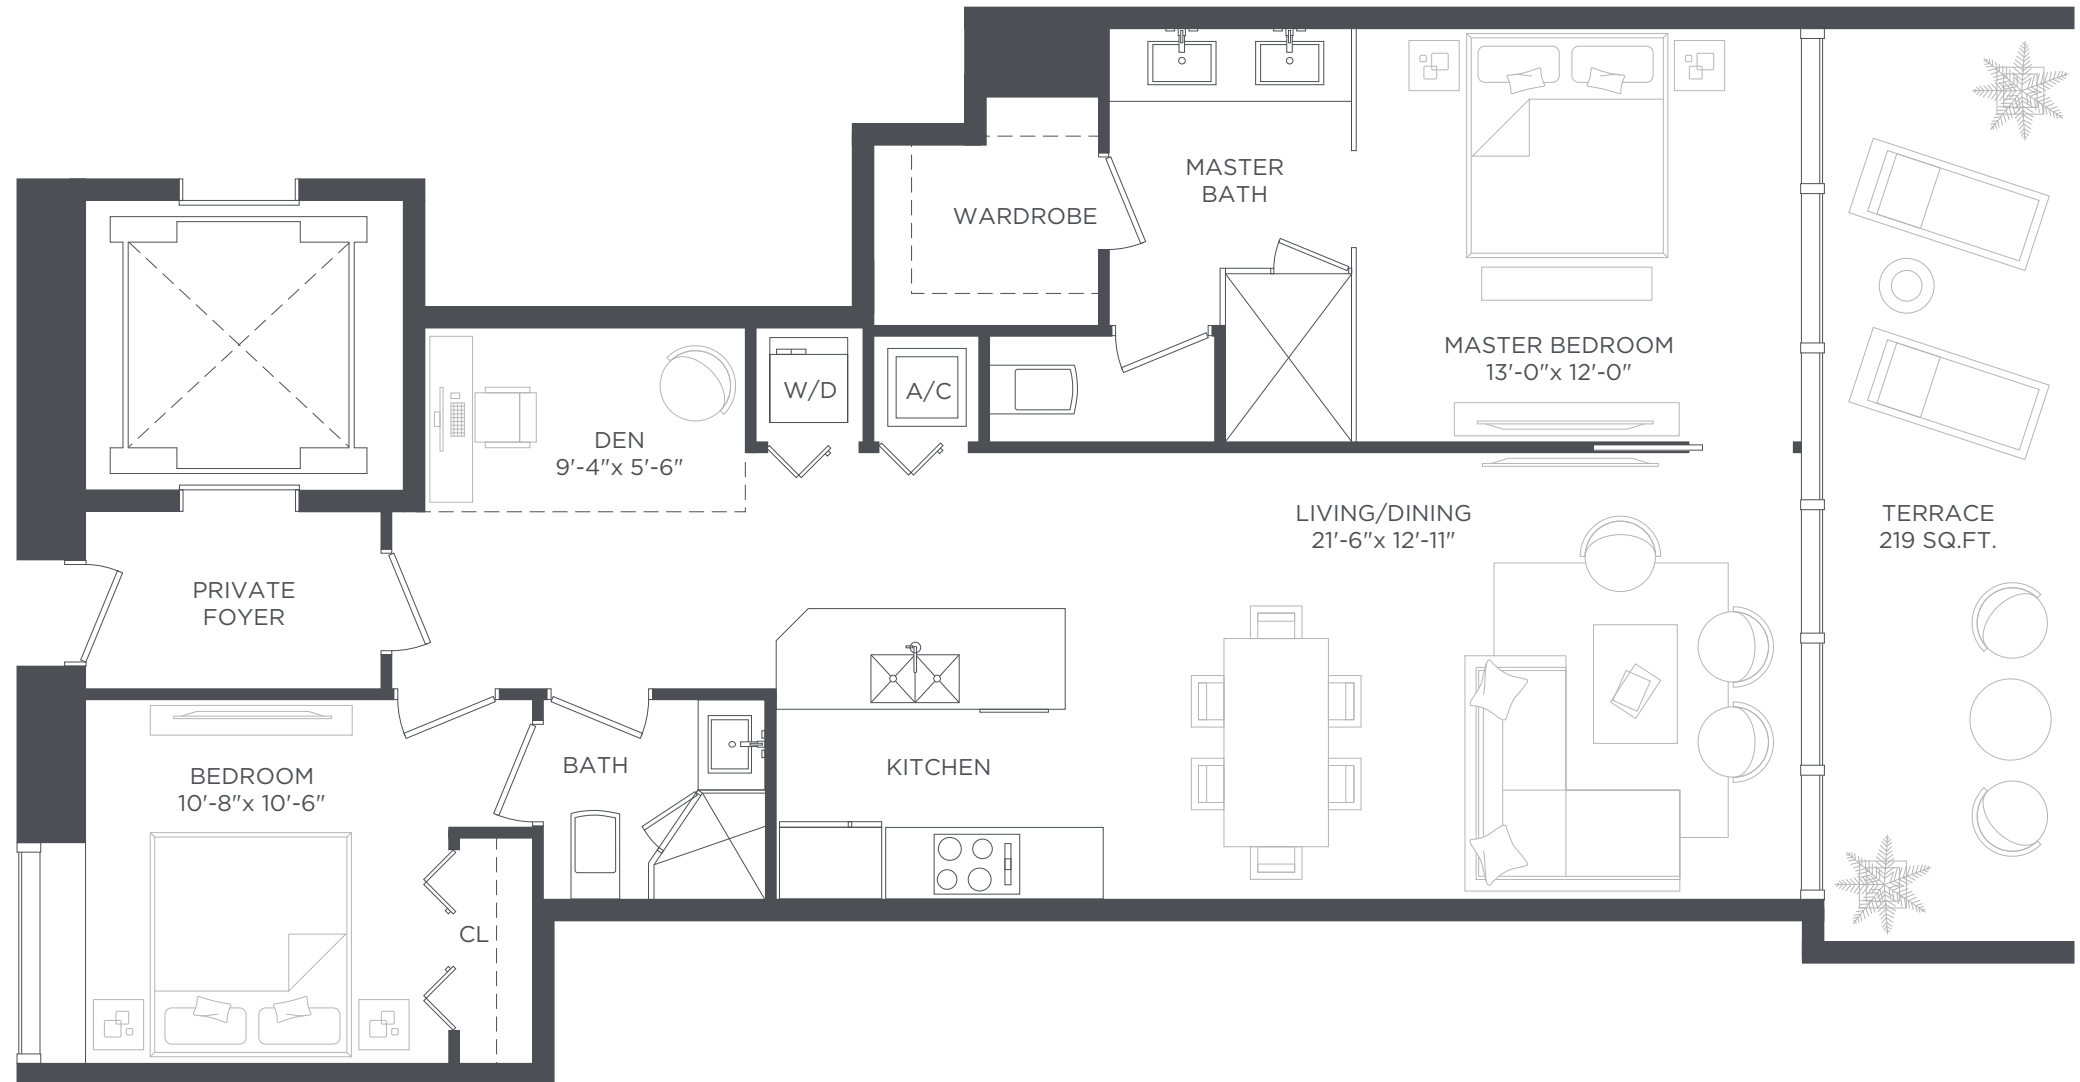 MASTER
BATH
WARDROBE
MASTER BEDROOM
13'-0"x 12'-0"
W/D
A/C
DEN
9'-4"x 5'-6"
LIVING/DINING
21'-6"x 12'-11"
TERRACE
219 SQ.FT.
PRIVATE
FOYER
BEDROOM
10'-8"x 10'-6"
BATH
KITCHEN
CL